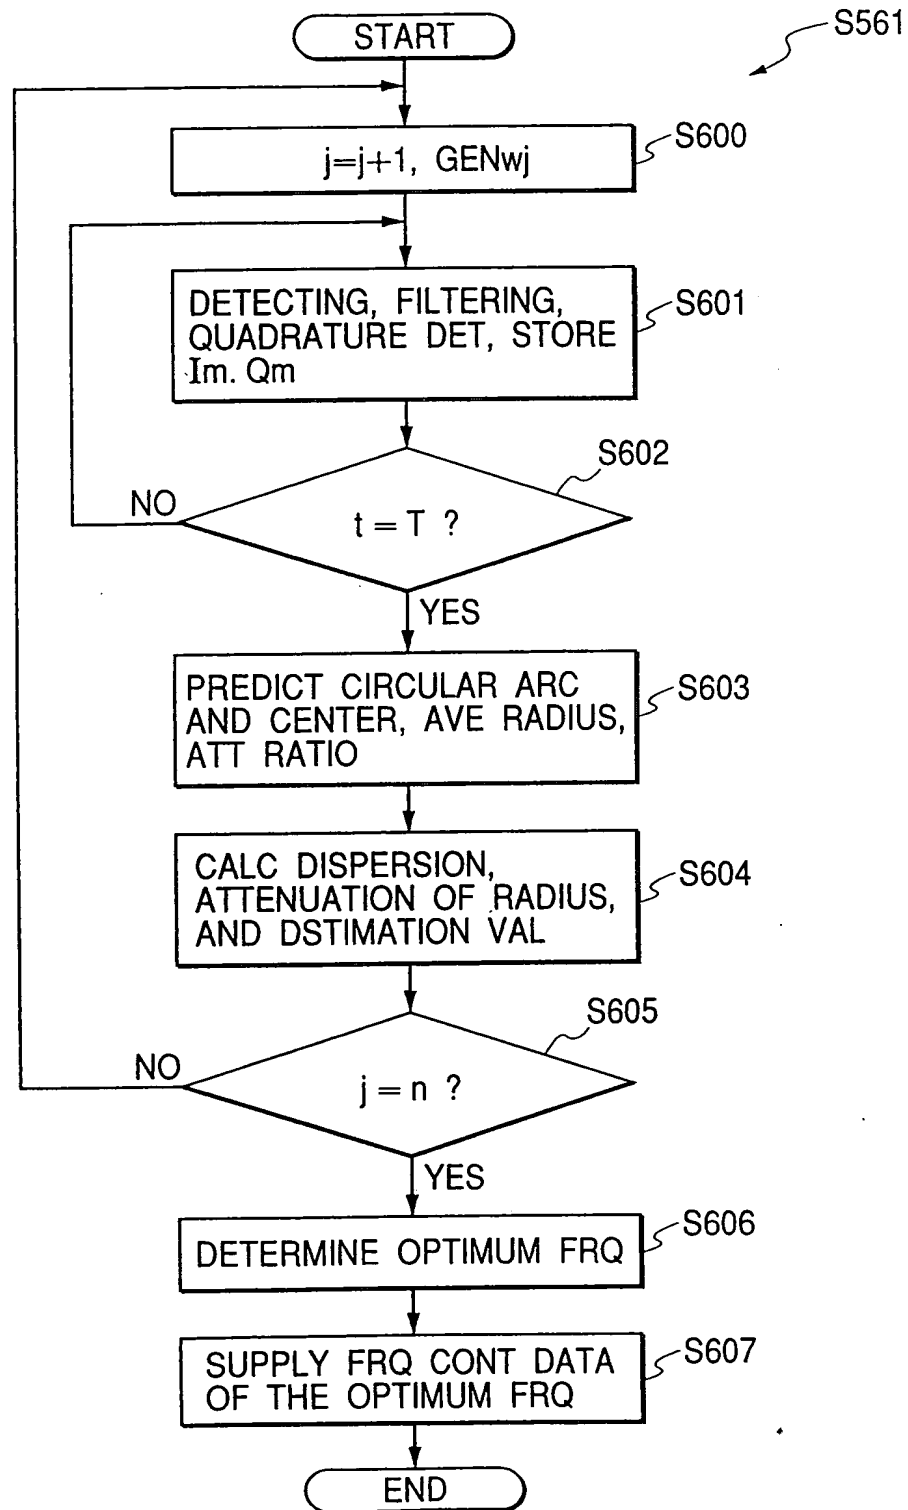 START
S561
j=j+1, GENwj
S600
DETECTING, FILTERING,
QUADRATURE DET, STORE
Im. Qm
S601
S602
NO
t = T ?
YES
PREDICT CIRCULAR ARC
AND CENTER, AVE RADIUS,
ATT RATIO
S603
CALC DISPERSION,
ATTENUATION OF RADIUS,
AND DSTIMATION VAL
S604
S605
NO
j = n ?
YES
DETERMINE OPTIMUM FRQ
S606
SUPPLY FRQ CONT DATA
OF THE OPTIMUM FRQ
S607
END